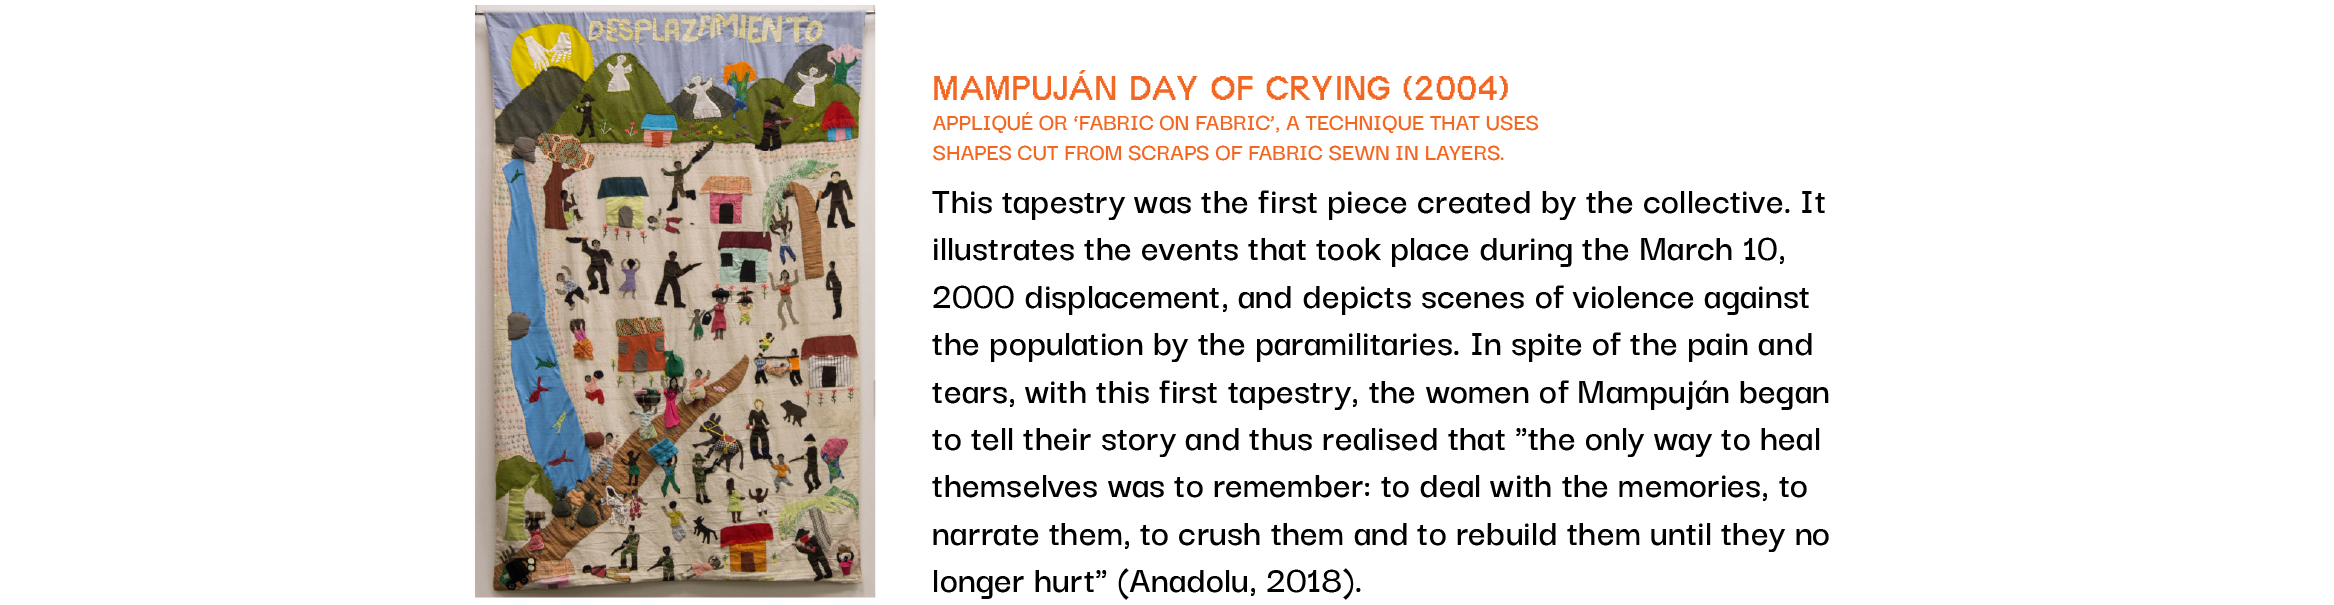 DESPLAZAMIENTO
MAMPUJÁN DAY OF CRYING (2004)
APPLIQUÉ OR ‘FABRIC ON FABRIC’, A TECHNIQUE THAT USES
SHAPES CUT FROM SCRAPS OF FABRIC SEWN IN LAYERS.
This tapestry was the first piece created by the collective. It
illustrates the events that took place during the March 10,
2000 displacement, and depicts scenes of violence against
the population by the paramilitaries. In spite of the pain and
tears, with this first tapestry, the women of Mampuján began
to tell their story and thus realised that ”the only way to heal
themselves was to remember: to deal with the memories, to
narrate them, to crush them and to rebuild them until they no
longer hurt” (Anadolu, 2018).